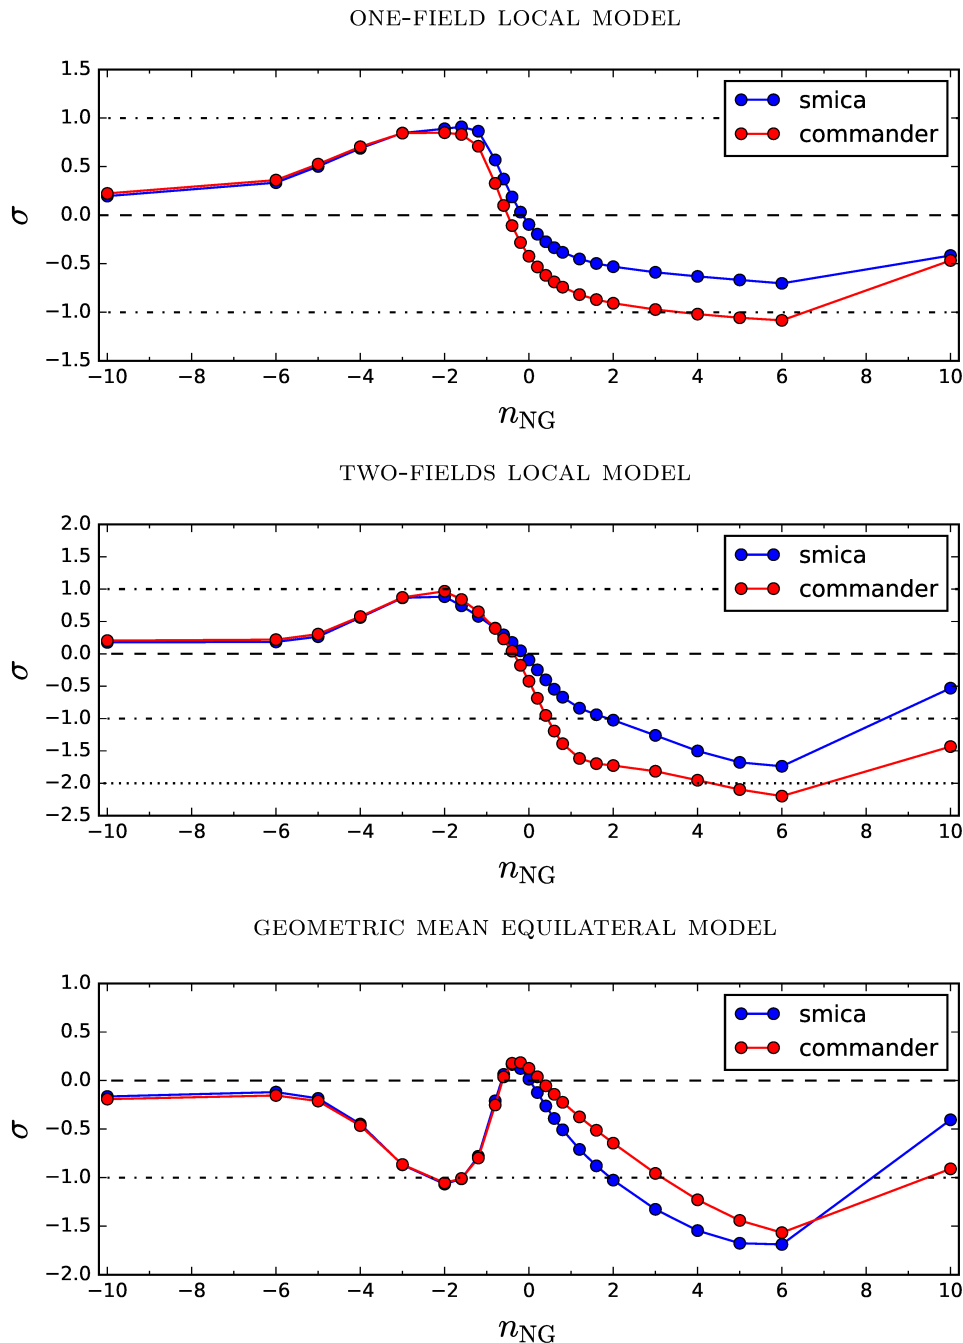 ONE-FIELD LOCAL MODEL
1.5
1.0
0.5
0.0
−0.5
−1.0
−1.5
σ
smica
commander
−10 −8 −6 −4 −2 0 2 4 6 8 10
nNG
TWO-FIELDS LOCAL MODEL
2.0
1.5
1.0
0.5
0.0
−0.5
−1.0
−1.5
−2.0
−2.5
σ
smica
commander
−10 −8 −6 −4 −2 0 2 4 6 8 10
nNG
GEOMETRIC MEAN EQUILATERAL MODEL
1.0
0.5
0.0
−0.5
−1.0
−1.5
−2.0
σ
smica
commander
−10 −8 −6 −4 −2 0 2 4 6 8 10
nNG